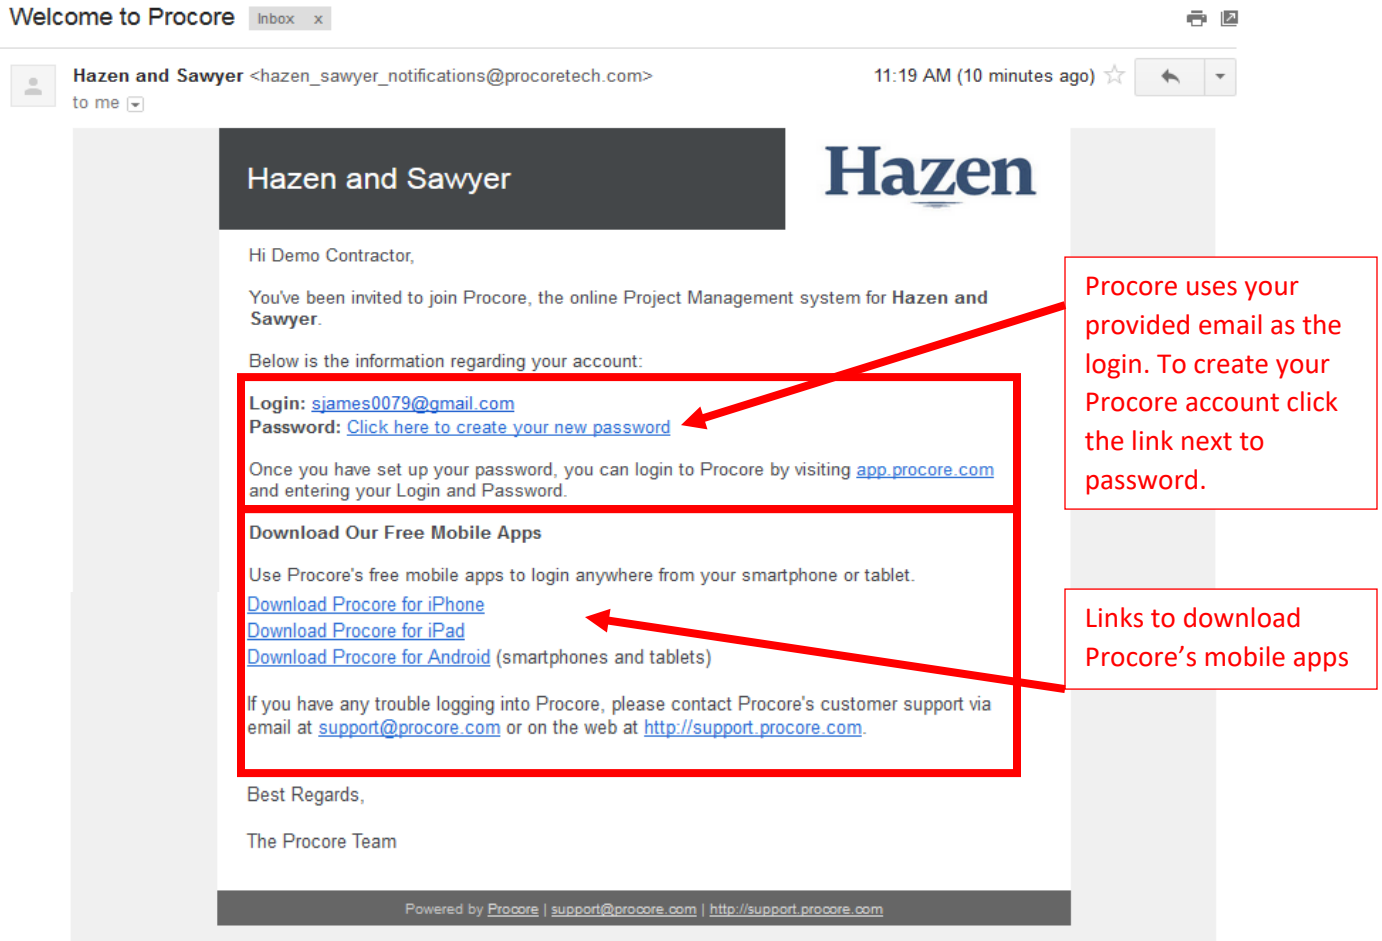 Welcome to Procore Inbox x
Hazen and Sawyer <hazen_sawyer_notifications@procoretech.com> 11:19 AM (10 minutes ago)
to me
Hazen and Sawyer
Hazen
Hi Demo Contractor,
You've been invited to join Procore, the online Project Management system for Hazen and
Sawyer.
Below is the information regarding your account:
Login: sjames0079@gmail.com
Password: Click here to create your new password
Once you have set up your password, you can login to Procore by visiting app.procore.com
and entering your Login and Password.
Procore uses your
provided email as the
login. To create your
Procore account click
the link next to
password.
Download Our Free Mobile Apps
Use Procore's free mobile apps to login anywhere from your smartphone or tablet.
Download Procore for iPhone
Download Procore for iPad
Download Procore for Android (smartphones and tablets)
Links to download
Procore’s mobile apps
If you have any trouble logging into Procore, please contact Procore's customer support via
email at support@procore.com or on the web at http://support.procore.com.
Best Regards,
The Procore Team
Powered by Procore | support@procore.com | http://support.procore.com